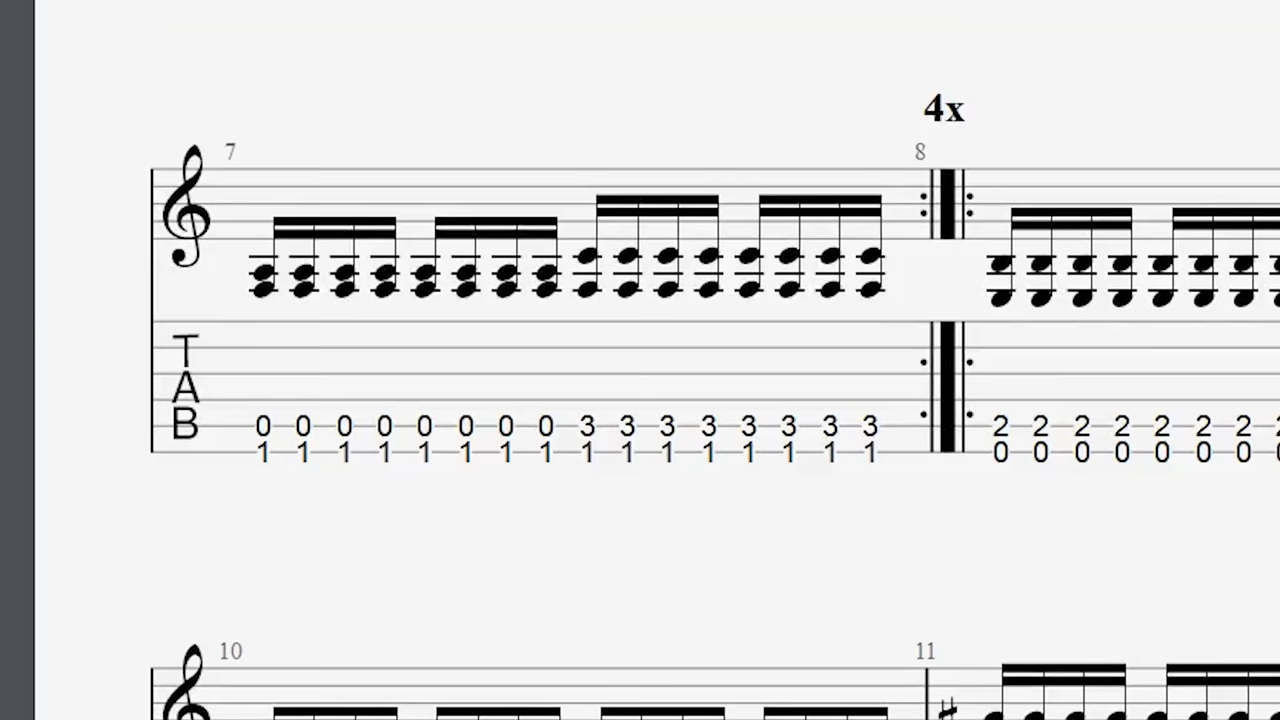 4x
7 8
T
A
B
0 0 0 0 0 0 0 0 3 3 3 3 3 3 3 3 2 2 2 2 2 2 2
1 1 1 1 1 1 1 1 1 1 1 1 1 1 1 1 0 0 0 0 0 0 0
10 11